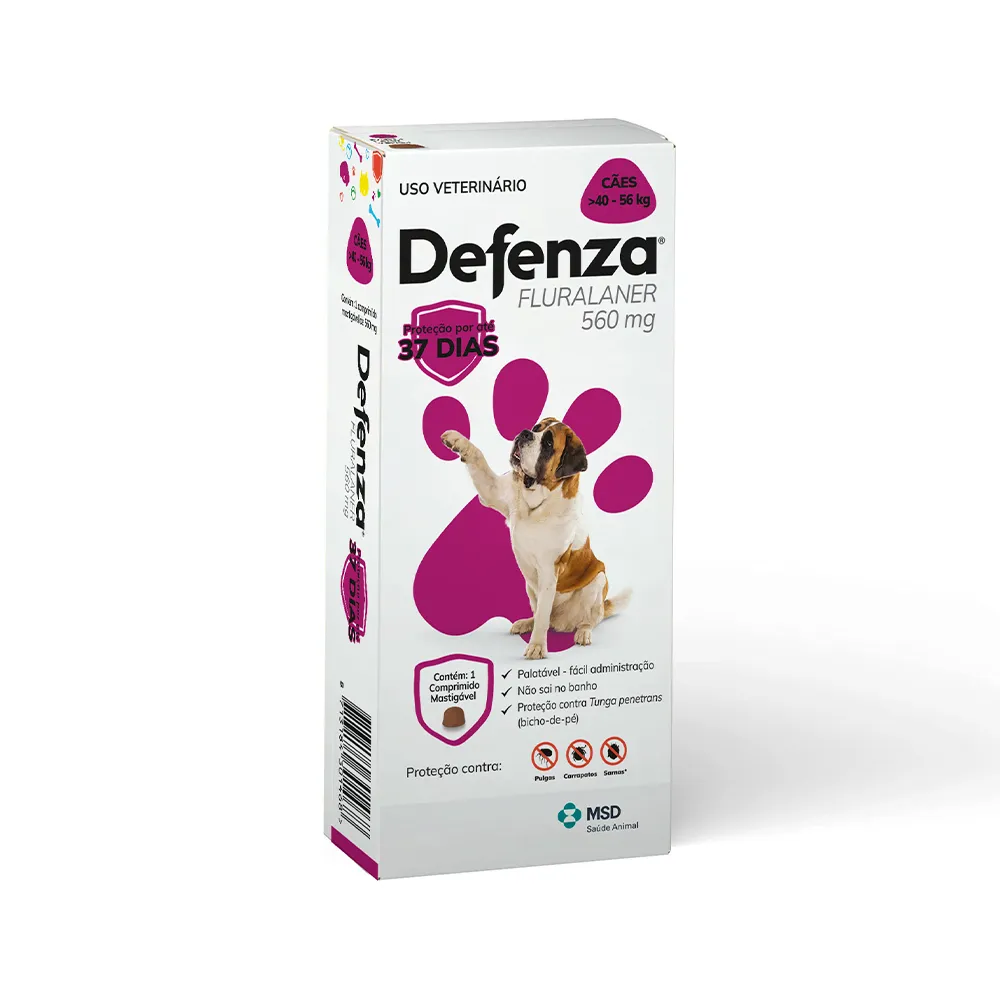 USO VETERINÁRIO
CÃES
>40 - 56 kg
Defenza®
FLURALANER
560 mg
Proteção por até
37 DIAS
Contém: 1
Comprimido
Mastigável
✓ Palatável - fácil administração
✓ Não sai no banho
✓ Proteção contra Tunga penetrans
(bicho-de-pé)
Proteção contra:
Pulgas
Carrapatos
Sarnas*
MSD
Saúde Animal
CÃES
>40 - 56 kg
Contém: 1 comprimido
mastigável de 560 mg
Defenza®
FLURALANER
560 mg
37 DIAS